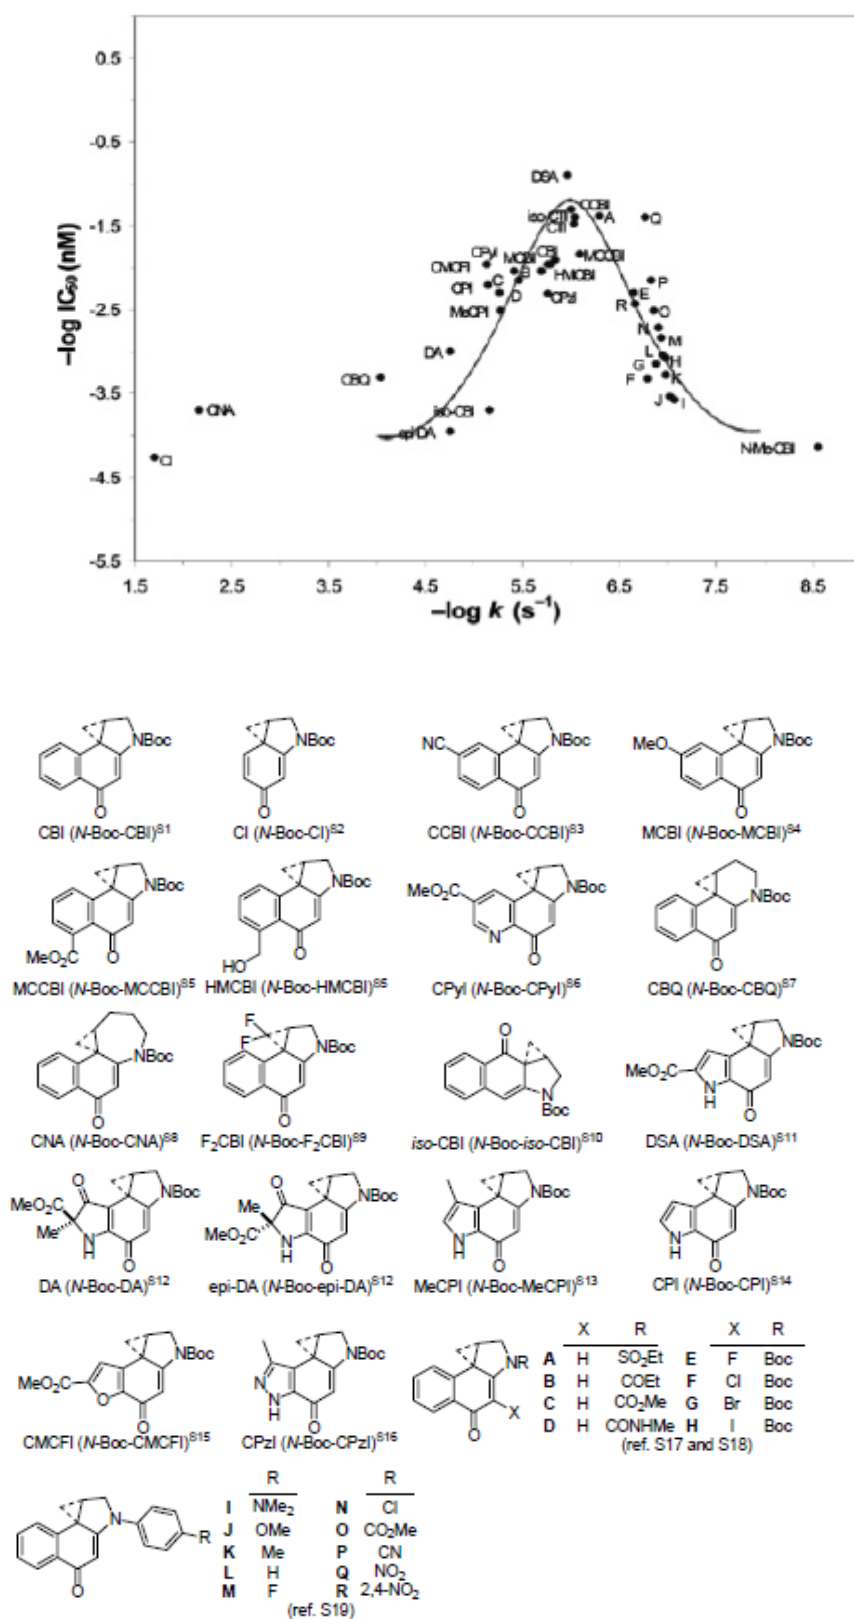 0.5
-0.5
DSA
CCBI
iso-CII
A
Q
-1.5
CII
CPyI
MCBI
CBI
MCCBI
CMCFI
B
HMCBI
P
CPI
C
D
CPzI
E
MeCPI
R
O
-2.5
N
M
DA
L
H
CBQ
G
K
F
CNA
iso-CBI
J
I
-3.5
epi-DA
N-Me-CBI
CI
-4.5
-5.5
1.5 2.5 3.5 4.5 5.5 6.5 7.5 8.5
–log IC50 (nM)
–log k (s–1)
NBoc
O
CBI (N-Boc-CBI)S1
NBoc
O
CI (N-Boc-CI)S2
NC
NBoc
O
CCBI (N-Boc-CCBI)S3
MeO
NBoc
O
MCBI (N-Boc-MCBI)S4
NBoc
MeO2C
O
MCCBI (N-Boc-MCCBI)S5
NBoc
HO
O
HMCBI (N-Boc-HMCBI)S5
MeO2C
NBoc
N
O
CPyI (N-Boc-CPyI)S6
NBoc
O
CBQ (N-Boc-CBQ)S7
NBoc
O
CNA (N-Boc-CNA)S8
F
F
NBoc
O
F2CBI (N-Boc-F2CBI)S9
O
N
Boc
iso-CBI (N-Boc-iso-CBI)S10
NBoc
MeO2C
N
H
O
DSA (N-Boc-DSA)S11
MeO2C
O
NBoc
Me
N
H
O
DA (N-Boc-DA)S12
Me
O
NBoc
MeO2C
N
H
O
epi-DA (N-Boc-epi-DA)S12
NBoc
N
H
O
MeCPI (N-Boc-MeCPI)S13
NBoc
N
H
O
CPI (N-Boc-CPI)S14
NBoc
MeO2C
O
O
CMCFI (N-Boc-CMCFI)S15
NBoc
N
N
H
O
CPzI (N-Boc-CPzI)S16
NR
X
O
X R X R
A H SO2Et E F Boc
B H COEt F Cl Boc
C H CO2Me G Br Boc
D H CONHMe H I Boc
(ref. S17 and S18)
N
R
O
R R
I NMe2 N Cl
J OMe O CO2Me
K Me P CN
L H Q NO2
M F R 2,4-NO2
(ref. S19)